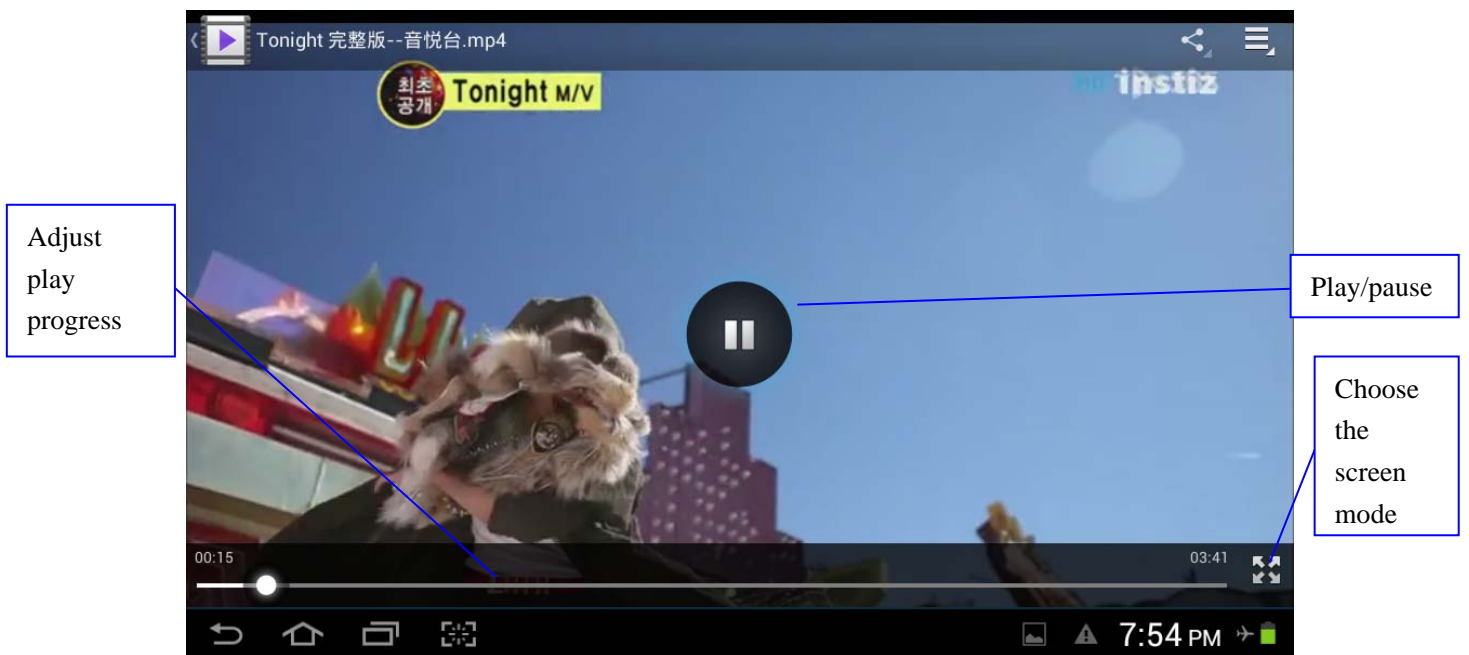 Tonight 完整版--音悦台.mp4
최초
공개
Tonight M/V
instiz
Adjust
play
progress
Play/pause
Choose
the
screen
mode
00:15
03:41
7:54 PM